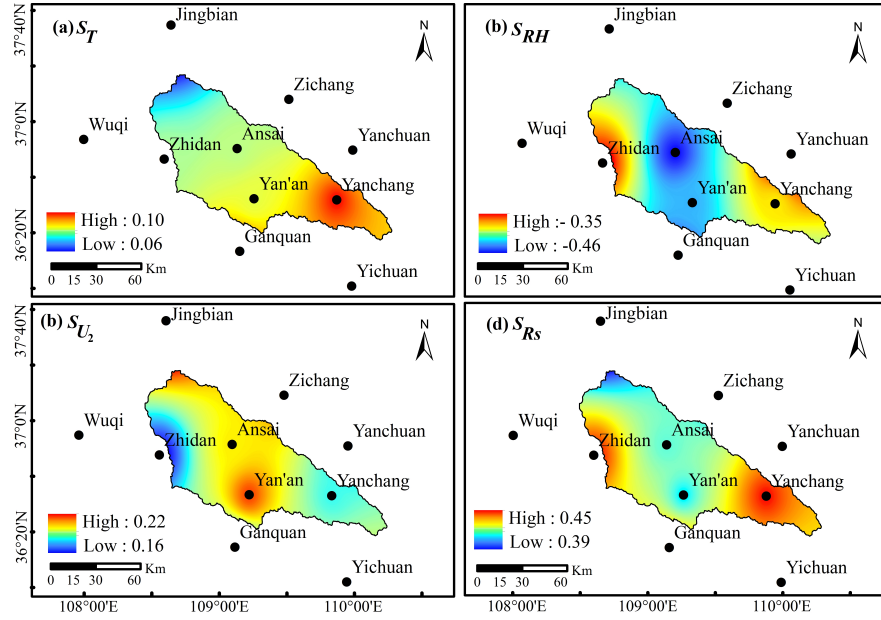 (a) S_T
Jingbian
N
Zichang
Wuqi
Zhidan
Ansai
Yanchuan
Yan'an
Yanchang
Ganquan
Yichuan
High : 0.10
Low : 0.06
0 15 30 60 Km
37°40'N
37°0'N
36°20'N
(b) S_RH
Jingbian
N
Zichang
Wuqi
Zhidan
Ansai
Yanchuan
Yan'an
Yanchang
Ganquan
Yichuan
High :- 0.35
Low : -0.46
0 15 30 60 Km
(b) S_U_2
Jingbian
N
Zichang
Wuqi
Zhidan
Ansai
Yanchuan
Yan'an
Yanchang
Ganquan
Yichuan
High : 0.22
Low : 0.16
0 15 30 60 Km
37°40'N
37°0'N
36°20'N
108°00'E 109°00'E 110°00'E
(d) S_Rs
Jingbian
N
Zichang
Wuqi
Zhidan
Ansai
Yanchuan
Yan'an
Yanchang
Ganquan
Yichuan
High : 0.45
Low : 0.39
0 15 30 60 Km
108°00'E 109°00'E 110°00'E